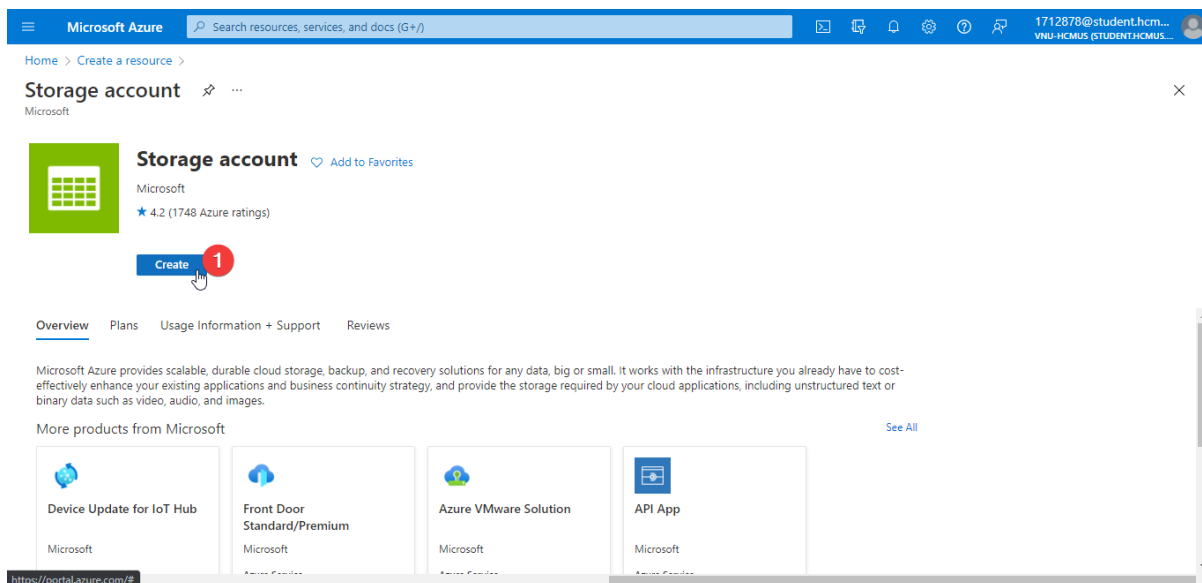 Microsoft Azure
Search resources, services, and docs (G+/)
1712878@student.hcm...
VNU-HCMUS (STUDENT.HCMUS....
Home > Create a resource >
Storage account ...
Microsoft
Storage account
Add to Favorites
Microsoft
4.2 (1748 Azure ratings)
Create
1
Overview Plans Usage Information + Support Reviews
Microsoft Azure provides scalable, durable cloud storage, backup, and recovery solutions for any data, big or small. It works with the infrastructure you already have to cost-
effectively enhance your existing applications and business continuity strategy, and provide the storage required by your cloud applications, including unstructured text or
binary data such as video, audio, and images.
More products from Microsoft
See All
Device Update for IoT Hub
Microsoft
Front Door
Standard/Premium
Microsoft
Azure Service
Azure VMware Solution
Microsoft
Azure Service
API App
Microsoft
Azure Service
https://portal.azure.com/#